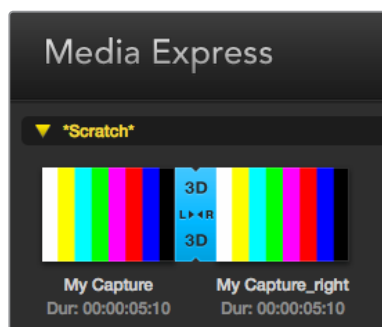 Media Express
*Scratch*
3D
L▶◀R
3D
My Capture My Capture_right
Dur: 00:00:05:10 Dur: 00:00:05:10